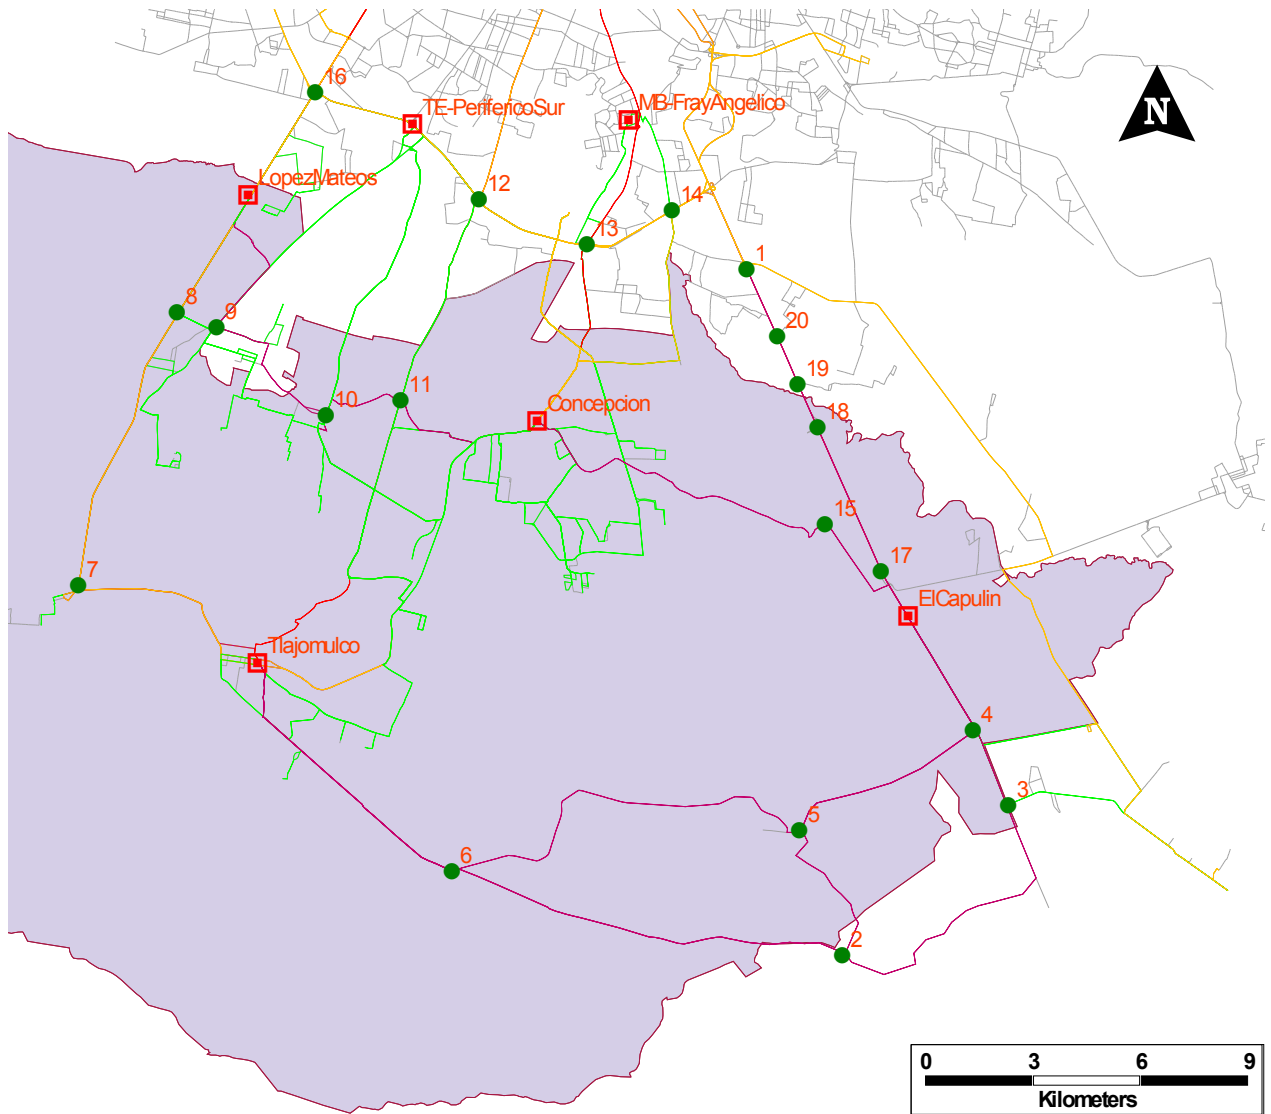 16
TE-PerifericoSur
MB-FrayAngelico
N
LopezMateos
12
14
13
1
8
9
20
19
10
11
Concepcion
18
15
17
7
ElCapulin
Tlajomulco
4
3
5
6
2
0 3 6 9
Kilometers